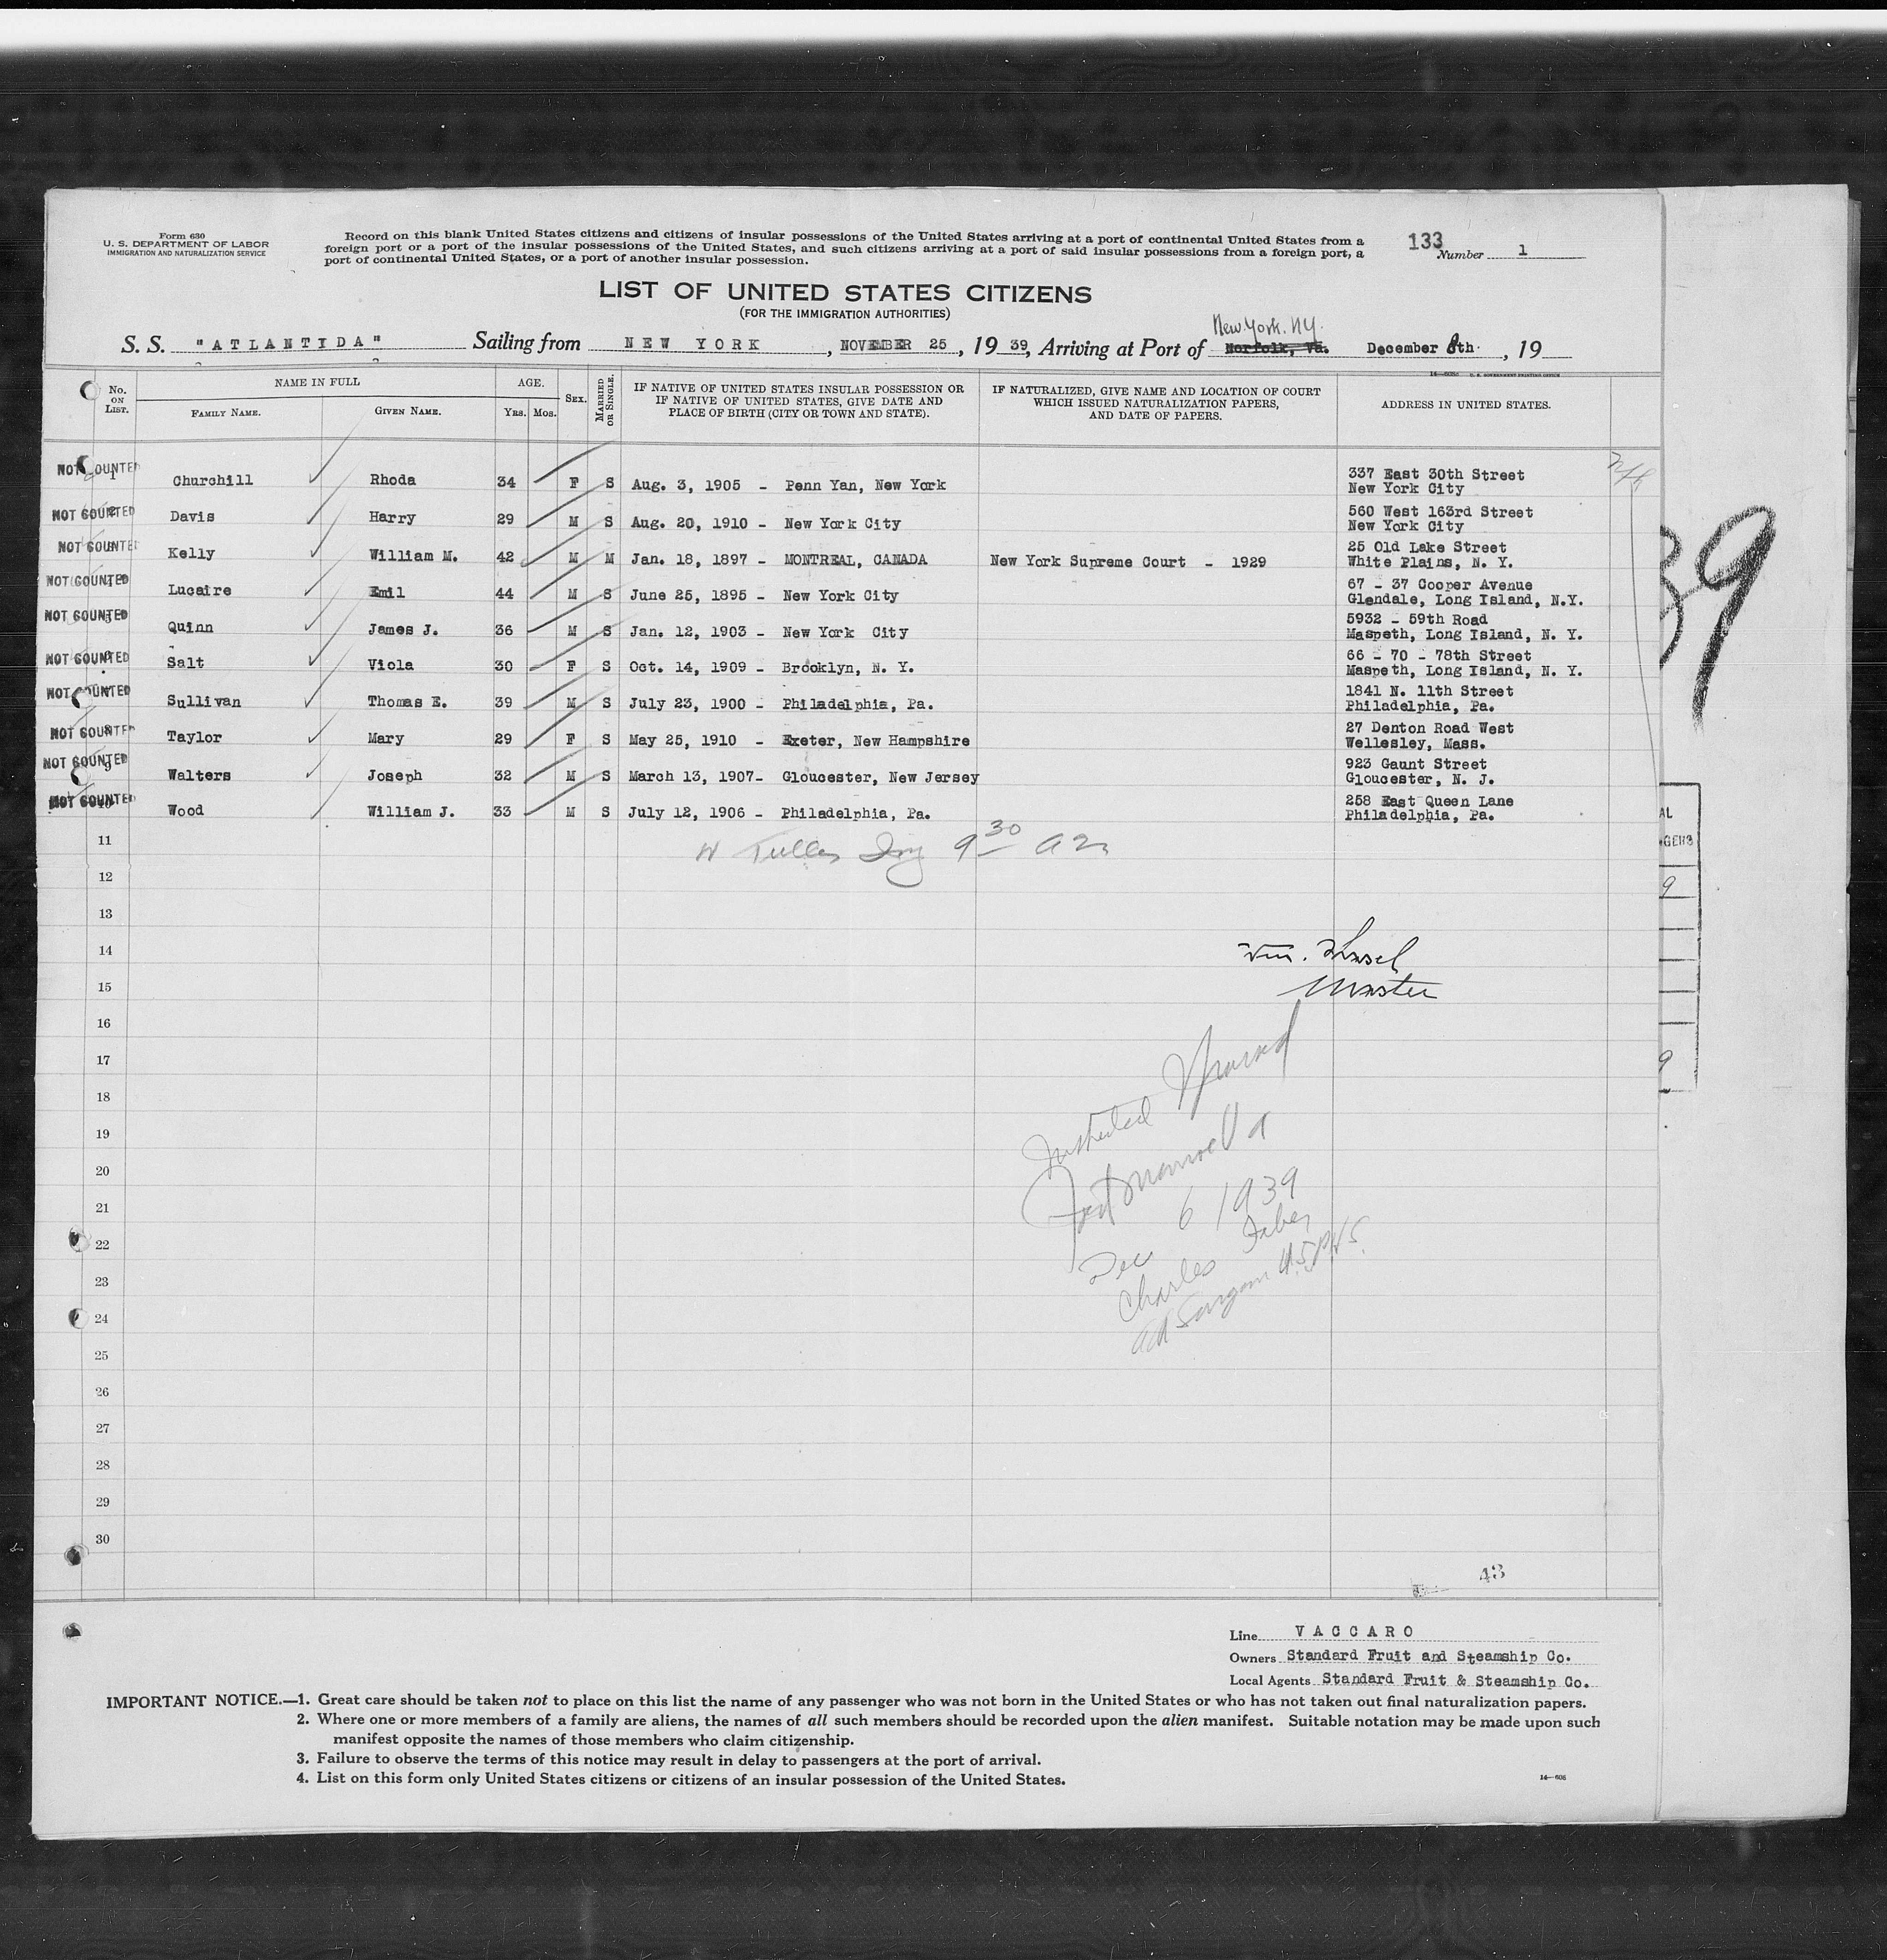 Form 630
U. S. DEPARTMENT OF LABOR
IMMIGRATION AND NATURALIZATION SERVICE
Record on this blank United States citizens and citizens of insular possessions of the United States arriving at a port of continental United States from a
foreign port or a port of the insular possessions of the United States, and such citizens arriving at a port of said insular possessions from a foreign port, a
port of continental United States, or a port of another insular possession.
133
Number 1
LIST OF UNITED STATES CITIZENS
(FOR THE IMMIGRATION AUTHORITIES)
New York. NY.
S. S. "ATLANTIDA" Sailing from NEW YORK, NOVEMBER 25, 19 39, Arriving at Port of Norfolk, Va. December 8th, 19
No. ON LIST.
NAME IN FULL
FAMILY NAME. GIVEN NAME.
AGE.
YRS. MOS.
SEX.
MARRIED OR SINGLE.
IF NATIVE OF UNITED STATES INSULAR POSSESSION OR
IF NATIVE OF UNITED STATES, GIVE DATE AND
PLACE OF BIRTH (CITY OR TOWN AND STATE).
IF NATURALIZED, GIVE NAME AND LOCATION OF COURT
WHICH ISSUED NATURALIZATION PAPERS,
AND DATE OF PAPERS.
ADDRESS IN UNITED STATES.
NOT COUNTED 1 Churchill Rhoda 34 F S Aug. 3, 1905 - Penn Yan, New York 337 East 30th Street
New York City
NOT COUNTED 2 Davis Harry 29 M S Aug. 20, 1910 - New York City 560 West 163rd Street
New York City
NOT COUNTED 3 Kelly William M. 42 M M Jan. 18, 1897 - MONTREAL, CANADA New York Supreme Court - 1929 25 Old Lake Street
White Plains, N. Y.
NOT COUNTED 4 Lucaire Emil 44 M S June 25, 1895 - New York City 67 - 37 Cooper Avenue
Glendale, Long Island, N.Y.
NOT COUNTED 5 Quinn James J. 36 M S Jan. 12, 1903 - New York City 5932 - 59th Road
Maspeth, Long Island, N. Y.
NOT COUNTED 6 Salt Viola 30 F S Oct. 14, 1909 - Brooklyn, N. Y. 66 - 70 - 78th Street
Maspeth, Long Island, N. Y.
NOT COUNTED 7 Sullivan Thomas E. 39 M S July 23, 1900 - Philadelphia, Pa. 1841 N. 11th Street
Philadelphia, Pa.
NOT COUNTED 8 Taylor Mary 29 F S May 25, 1910 - Exeter, New Hampshire 27 Denton Road West
Wellesley, Mass.
NOT COUNTED 9 Walters Joseph 32 M S March 13, 1907- Gloucester, New Jersey 923 Gaunt Street
Gloucester, N. J.
NOT COUNTED 10 Wood William J. 33 M S July 12, 1906 - Philadelphia, Pa. 258 East Queen Lane
Philadelphia, Pa.
11
9 30
12
13
14
15
Master
16
17
18
19
20
21
22
23
24
25
26
27
28
29
30
Inspected
Dec 6 1939
Charles Faber
Surgeon U.S.P.H.S.
39
AL
GERS
9
9
43
Line VACCARO
Owners Standard Fruit and Steamship Co.
Local Agents Standard Fruit & Steamship Co.
IMPORTANT NOTICE.—1. Great care should be taken not to place on this list the name of any passenger who was not born in the United States or who has not taken out final naturalization papers.
2. Where one or more members of a family are aliens, the names of all such members should be recorded upon the alien manifest. Suitable notation may be made upon such
manifest opposite the names of those members who claim citizenship.
3. Failure to observe the terms of this notice may result in delay to passengers at the port of arrival.
4. List on this form only United States citizens or citizens of an insular possession of the United States.